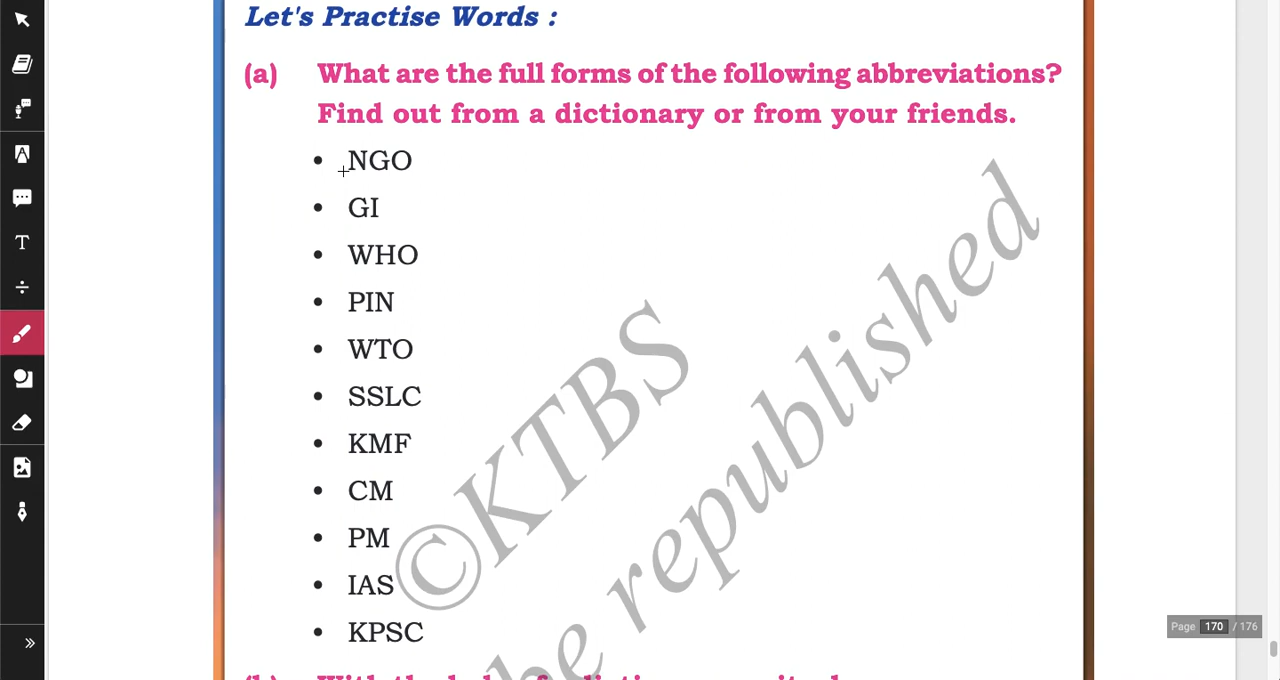 Let's Practise Words :
(a) What are the full forms of the following abbreviations?
Find out from a dictionary or from your friends.
• NGO
• GI
• WHO
• PIN
• WTO
• SSLC
• KMF
• CM
• PM
• IAS
• KPSC
©KTBS
be republished
Page 170 / 176